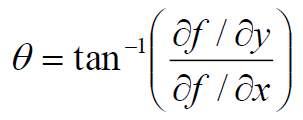 θ = tan⁻¹( (∂f / ∂y) / (∂f / ∂x) )